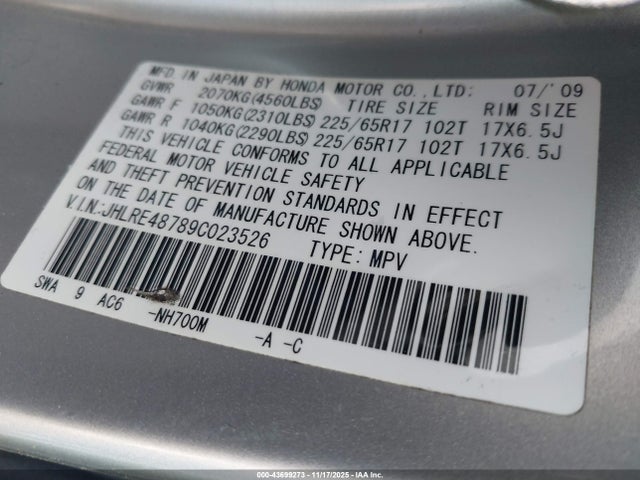 MFD. IN JAPAN BY HONDA MOTOR CO., LTD: 07/'09
GVWR 2070KG(4560LBS) TIRE SIZE RIM SIZE
GAWR F 1050KG(2310LBS) 225/65R17 102T 17X6.5J
GAWR R 1040KG(2290LBS) 225/65R17 102T 17X6.5J
THIS VEHICLE CONFORMS TO ALL APPLICABLE
FEDERAL MOTOR VEHICLE SAFETY
AND THEFT PREVENTION STANDARDS IN EFFECT
ON THE DATE OF MANUFACTURE SHOWN ABOVE.
V.I.N.:JHLRE48789C023526 TYPE: MPV
SWA 9 AC6 -NH700M -A -C
000-43699273 - 11/17/2025 - IAA Inc.